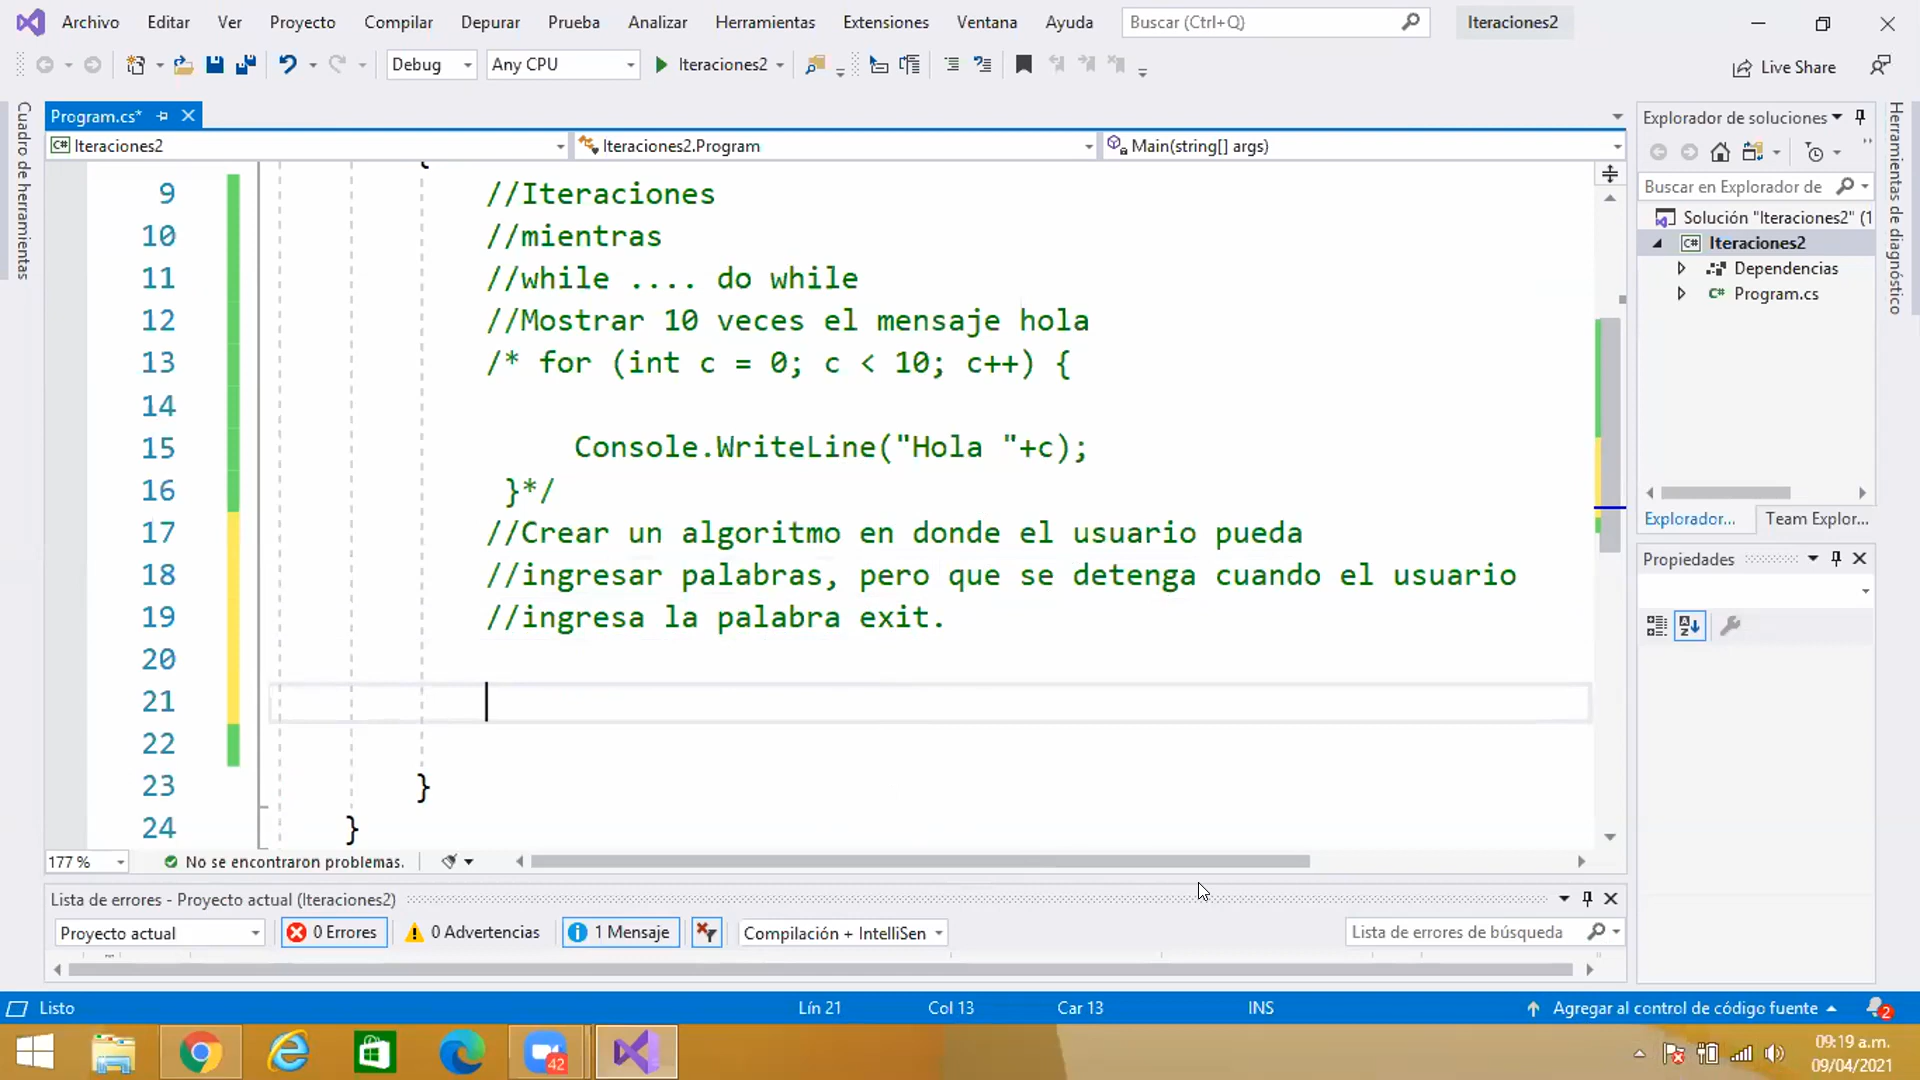 Archivo Editar Ver Proyecto Compilar Depurar Prueba Analizar Herramientas Extensiones Ventana Ayuda Buscar (Ctrl+Q) Iteraciones2
Debug Any CPU Iteraciones2 Live Share
Cuadro de herramientas
Program.cs*
Iteraciones2 Iteraciones2.Program Main(string[] args)
9 //Iteraciones
10 //mientras
11 //while .... do while
12 //Mostrar 10 veces el mensaje hola
13 /* for (int c = 0; c < 10; c++) {
14
15 Console.WriteLine("Hola "+c);
16 }*/
17 //Crear un algoritmo en donde el usuario pueda
18 //ingresar palabras, pero que se detenga cuando el usuario
19 //ingresa la palabra exit.
20
21
22
23 }
24 }
177 % No se encontraron problemas.
Lista de errores - Proyecto actual (Iteraciones2)
Proyecto actual 0 Errores 0 Advertencias 1 Mensaje Compilación + IntelliSen Lista de errores de búsqueda
Explorador de soluciones
Buscar en Explorador de
Solución "Iteraciones2" (1
Iteraciones2
Dependencias
C# Program.cs
Explorador... Team Explor...
Propiedades
Herramientas de diagnóstico
Listo Lín 21 Col 13 Car 13 INS Agregar al control de código fuente 2
42
09:19 a.m.
09/04/2021